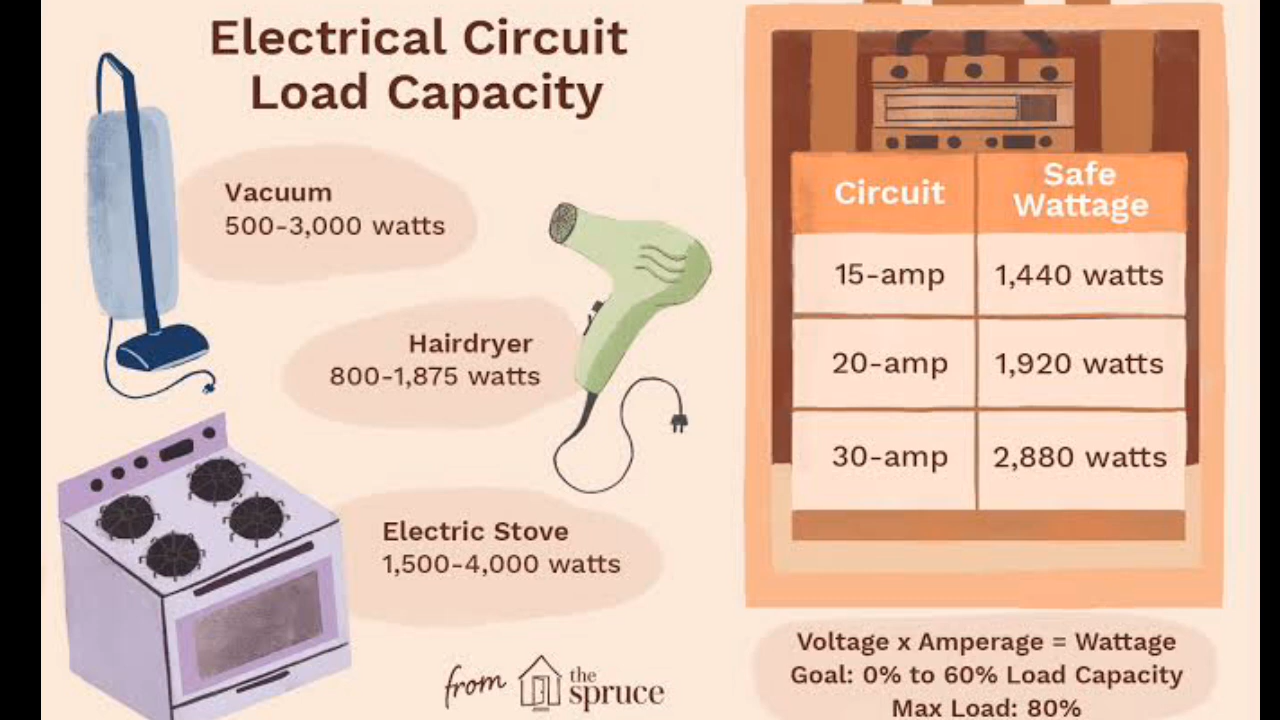 Electrical Circuit
Load Capacity
Vacuum
500-3,000 watts
Hairdryer
800-1,875 watts
Electric Stove
1,500-4,000 watts
from the spruce
Circuit
Safe
Wattage
15-amp
1,440 watts
20-amp
1,920 watts
30-amp
2,880 watts
Voltage x Amperage = Wattage
Goal: 0% to 60% Load Capacity
Max Load: 80%